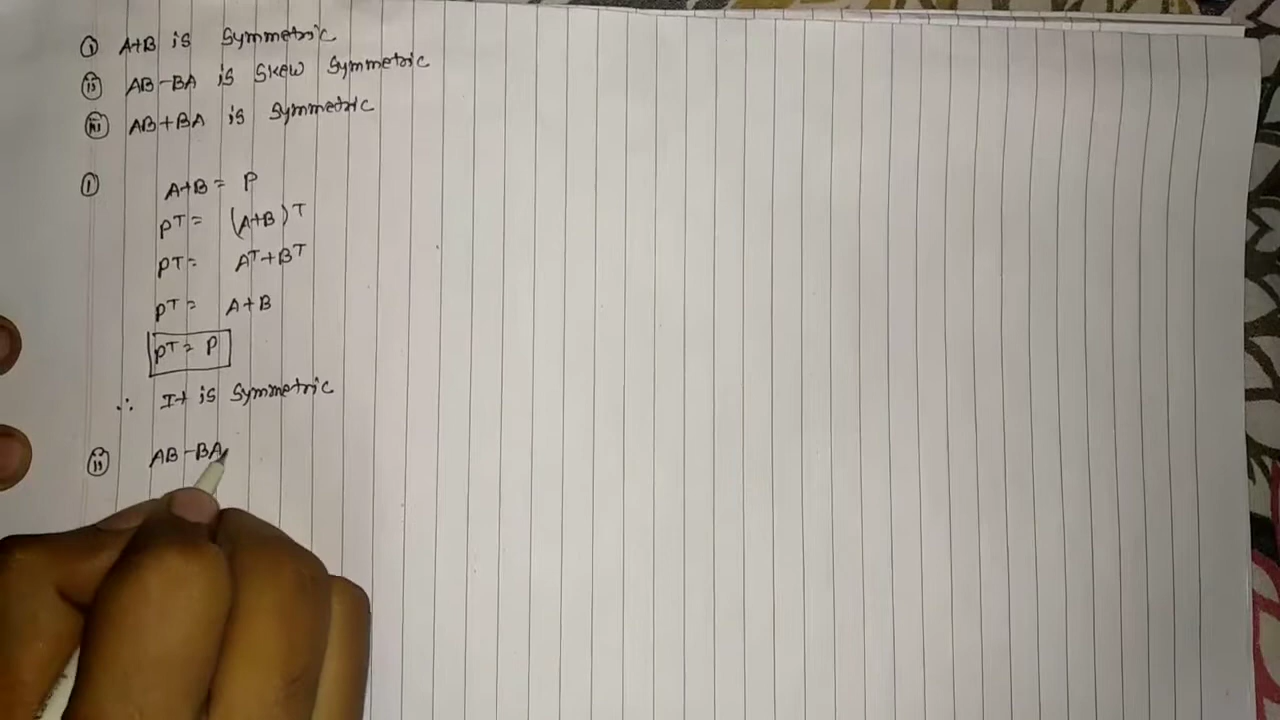 (i) A+B is Symmetric
(ii) AB-BA is Skew Symmetric
(iii) AB+BA is Symmetric
(i) A+B = P
P^T = (A+B)^T
P^T = A^T+B^T
P^T = A+B
P^T = P
∴ It is Symmetric
(ii) AB-BA